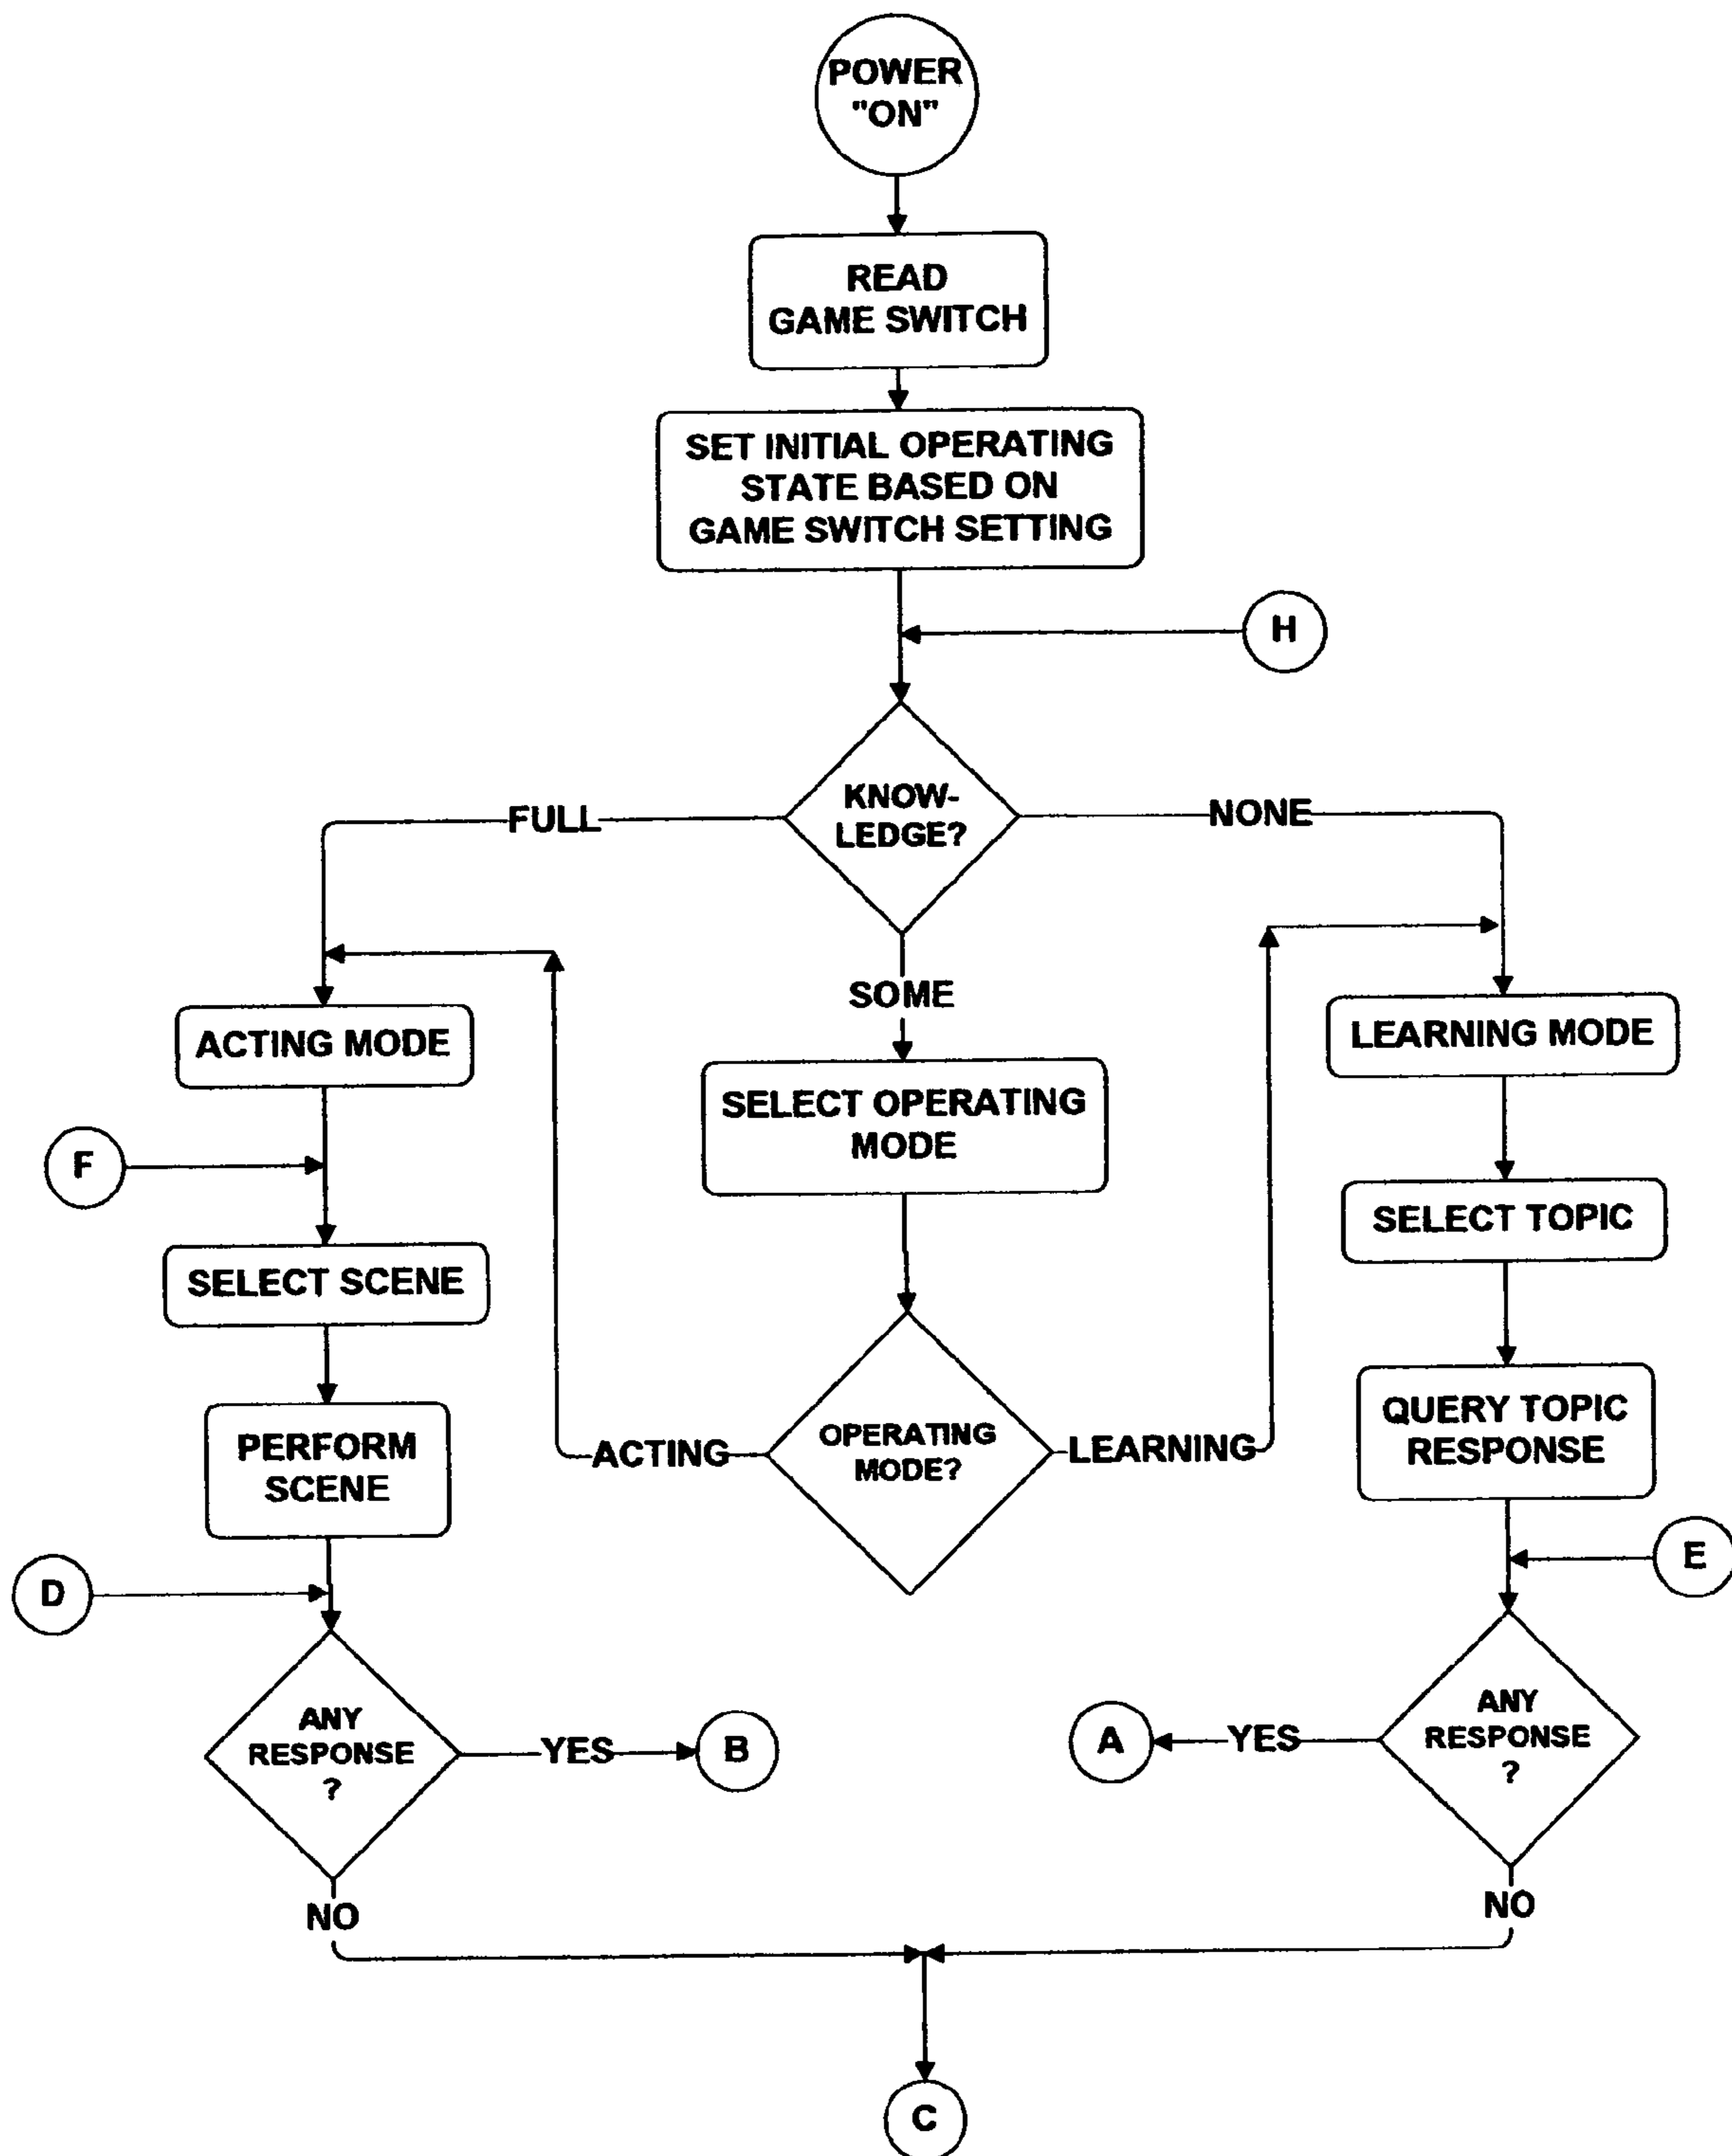 POWER
"ON"
READ
GAME SWITCH
SET INITIAL OPERATING
STATE BASED ON
GAME SWITCH SETTING
H
KNOW-
LEDGE?
FULL
NONE
SOME
ACTING MODE
LEARNING MODE
SELECT OPERATING
MODE
F
SELECT TOPIC
SELECT SCENE
QUERY TOPIC
RESPONSE
PERFORM
SCENE
OPERATING
MODE?
ACTING
LEARNING
D
E
ANY
RESPONSE
?
YES
B
A
YES
ANY
RESPONSE
?
NO
NO
C